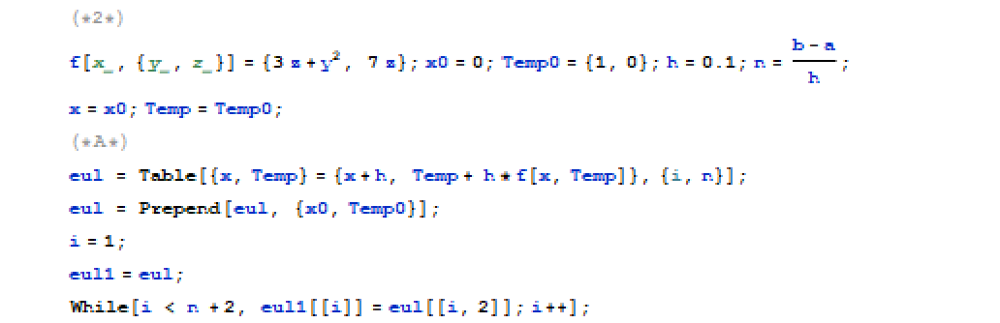 (*2*)
f[x_, {y_, z_}] = {3 z + y², 7 z}; x0 = 0; Temp0 = {1, 0}; h = 0.1; n = (b - a)/h;
x = x0; Temp = Temp0;
(*A*)
eul = Table[{x, Temp} = {x + h, Temp + h * f[x, Temp]}, {i, n}];
eul = Prepend[eul, {x0, Temp0}];
i = 1;
eul1 = eul;
While[i < n + 2, eul1[[i]] = eul[[i, 2]]; i++];